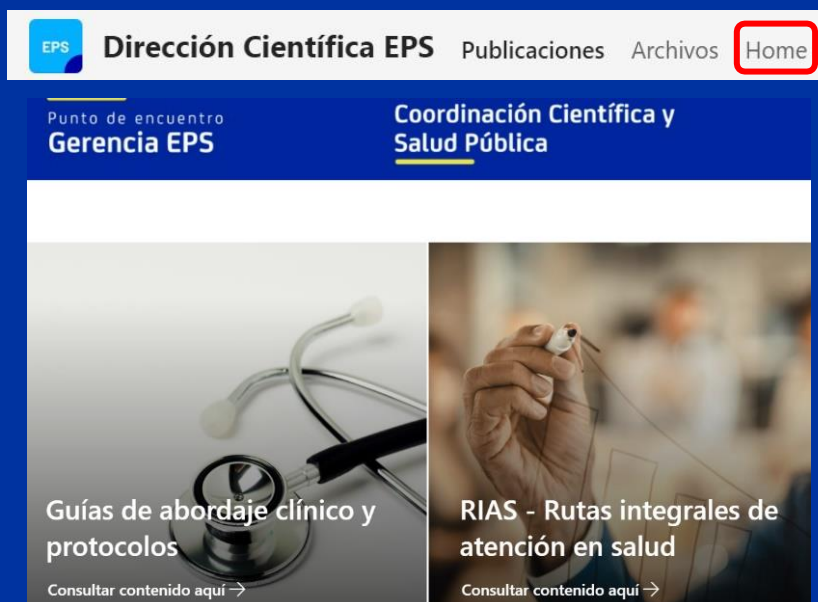 EPS Dirección Científica EPS Publicaciones Archivos Home
Punto de encuentro
Gerencia EPS
Coordinación Científica y
Salud Pública
Guías de abordaje clínico y
protocolos
Consultar contenido aquí →
RIAS - Rutas integrales de
atención en salud
Consultar contenido aquí →